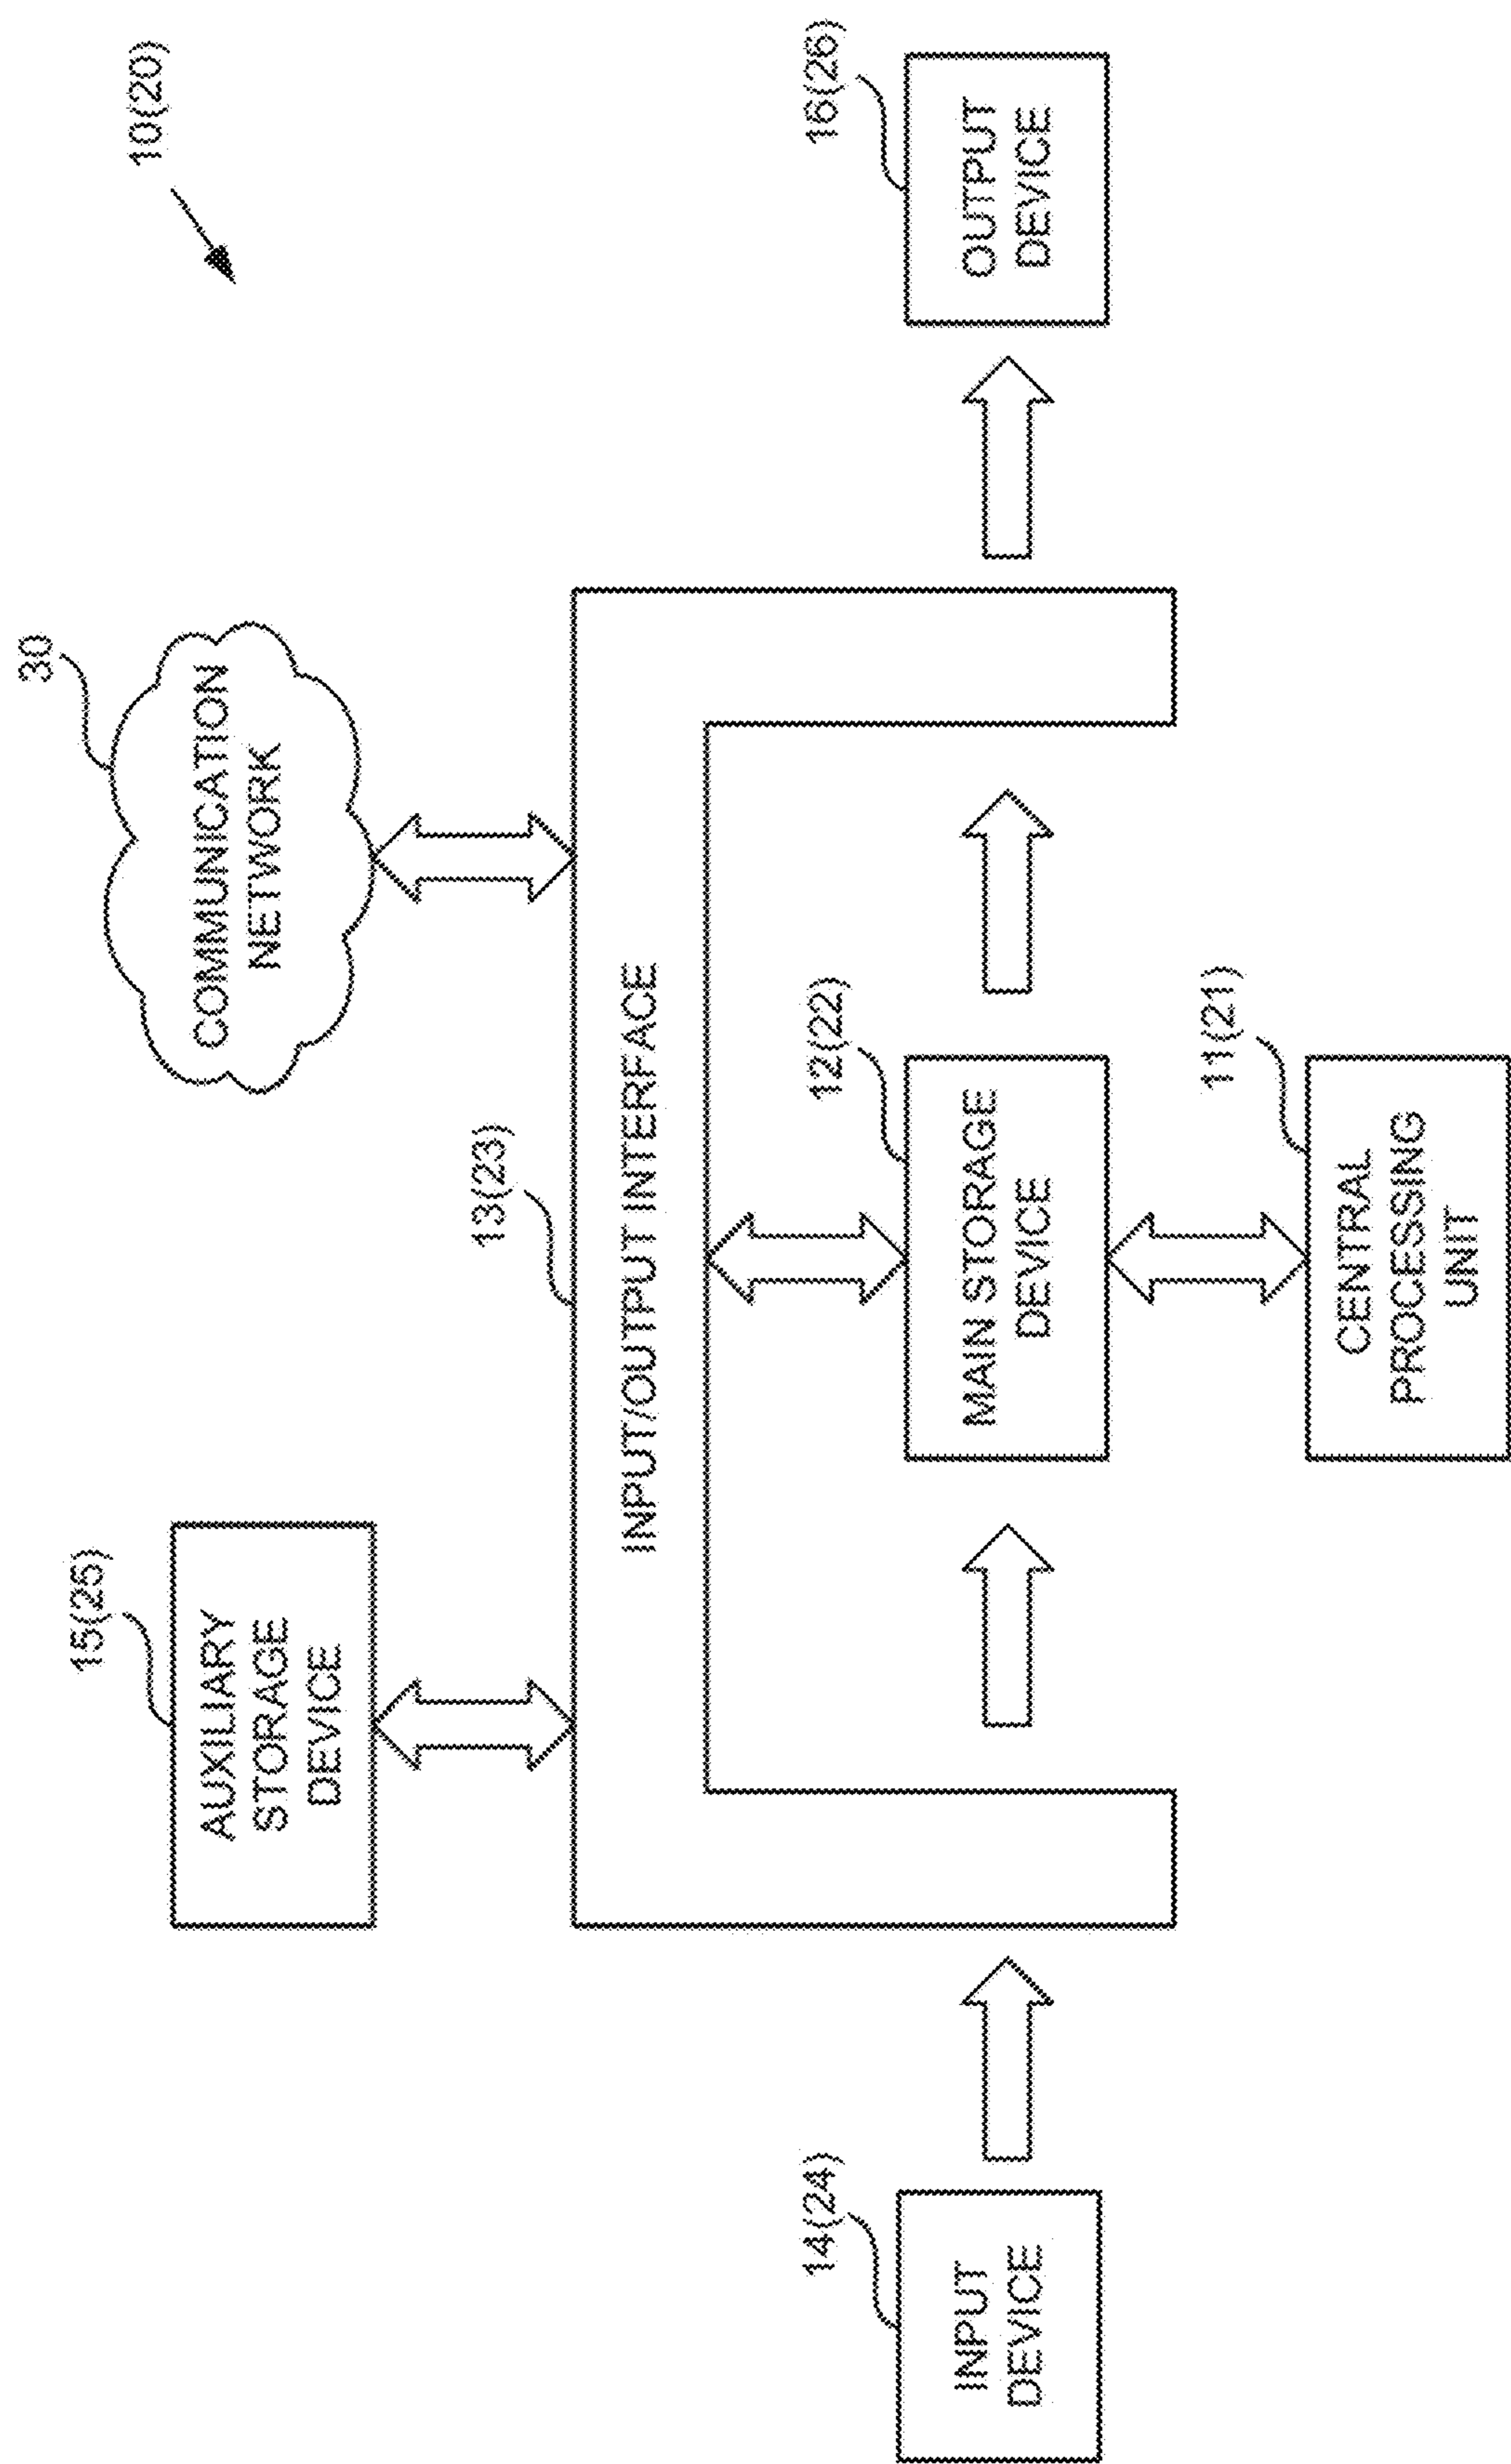 10(20)
15(25)
AUXILIARY
STORAGE
DEVICE
30
COMMUNICATION
NETWORK
13(23)
INPUT/OUTPUT INTERFACE
14(24)
INPUT
DEVICE
12(22)
MAIN STORAGE
DEVICE
16(26)
OUTPUT
DEVICE
11(21)
CENTRAL
PROCESSING
UNIT